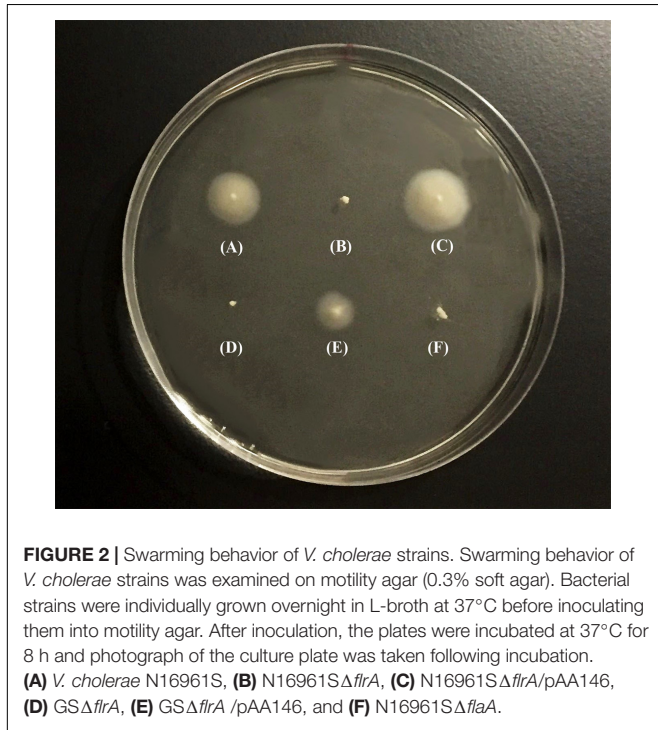 (A)
(B)
(C)
(D)
(E)
(F)
FIGURE 2 | Swarming behavior of V. cholerae strains. Swarming behavior of
V. cholerae strains was examined on motility agar (0.3% soft agar). Bacterial
strains were individually grown overnight in L-broth at 37°C before inoculating
them into motility agar. After inoculation, the plates were incubated at 37°C for
8 h and photograph of the culture plate was taken following incubation.
(A) V. cholerae N16961S, (B) N16961SΔflrA, (C) N16961SΔflrA/pAA146,
(D) GSΔflrA, (E) GSΔflrA /pAA146, and (F) N16961SΔflaA.